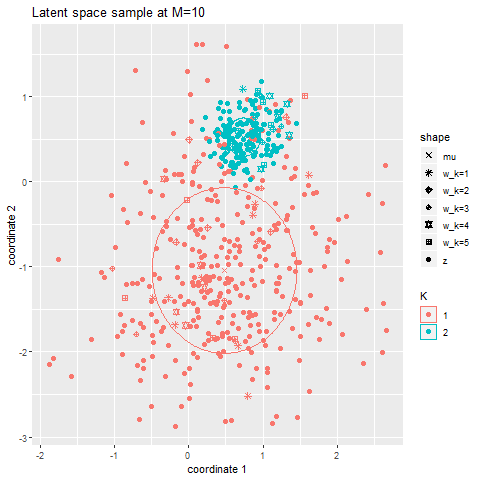 Latent space sample at M=10
coordinate 2
1
0
-1
-2
-3
-2
-1
0
1
2
coordinate 1
shape
mu
w_k=1
w_k=2
w_k=3
w_k=4
w_k=5
z
K
1
2